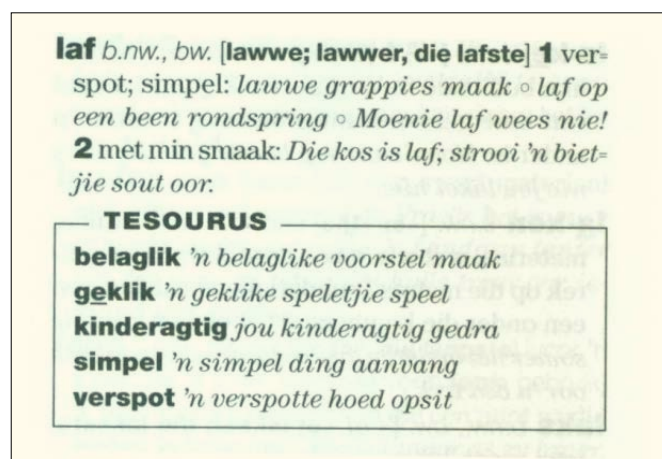 laf b.nw., bw. [lawwe; lawwer, die lafste] 1 ver=
spot; simpel: lawwe grappies maak ◦ laf op
een been rondspring ◦ Moenie laf wees nie!
2 met min smaak: Die kos is laf; strooi 'n biet=
jie sout oor.
TESOURUS
belaglik 'n belaglike voorstel maak
geklik 'n geklike speletjie speel
kinderagtig jou kinderagtig gedra
simpel 'n simpel ding aanvang
verspot 'n verspotte hoed opsit